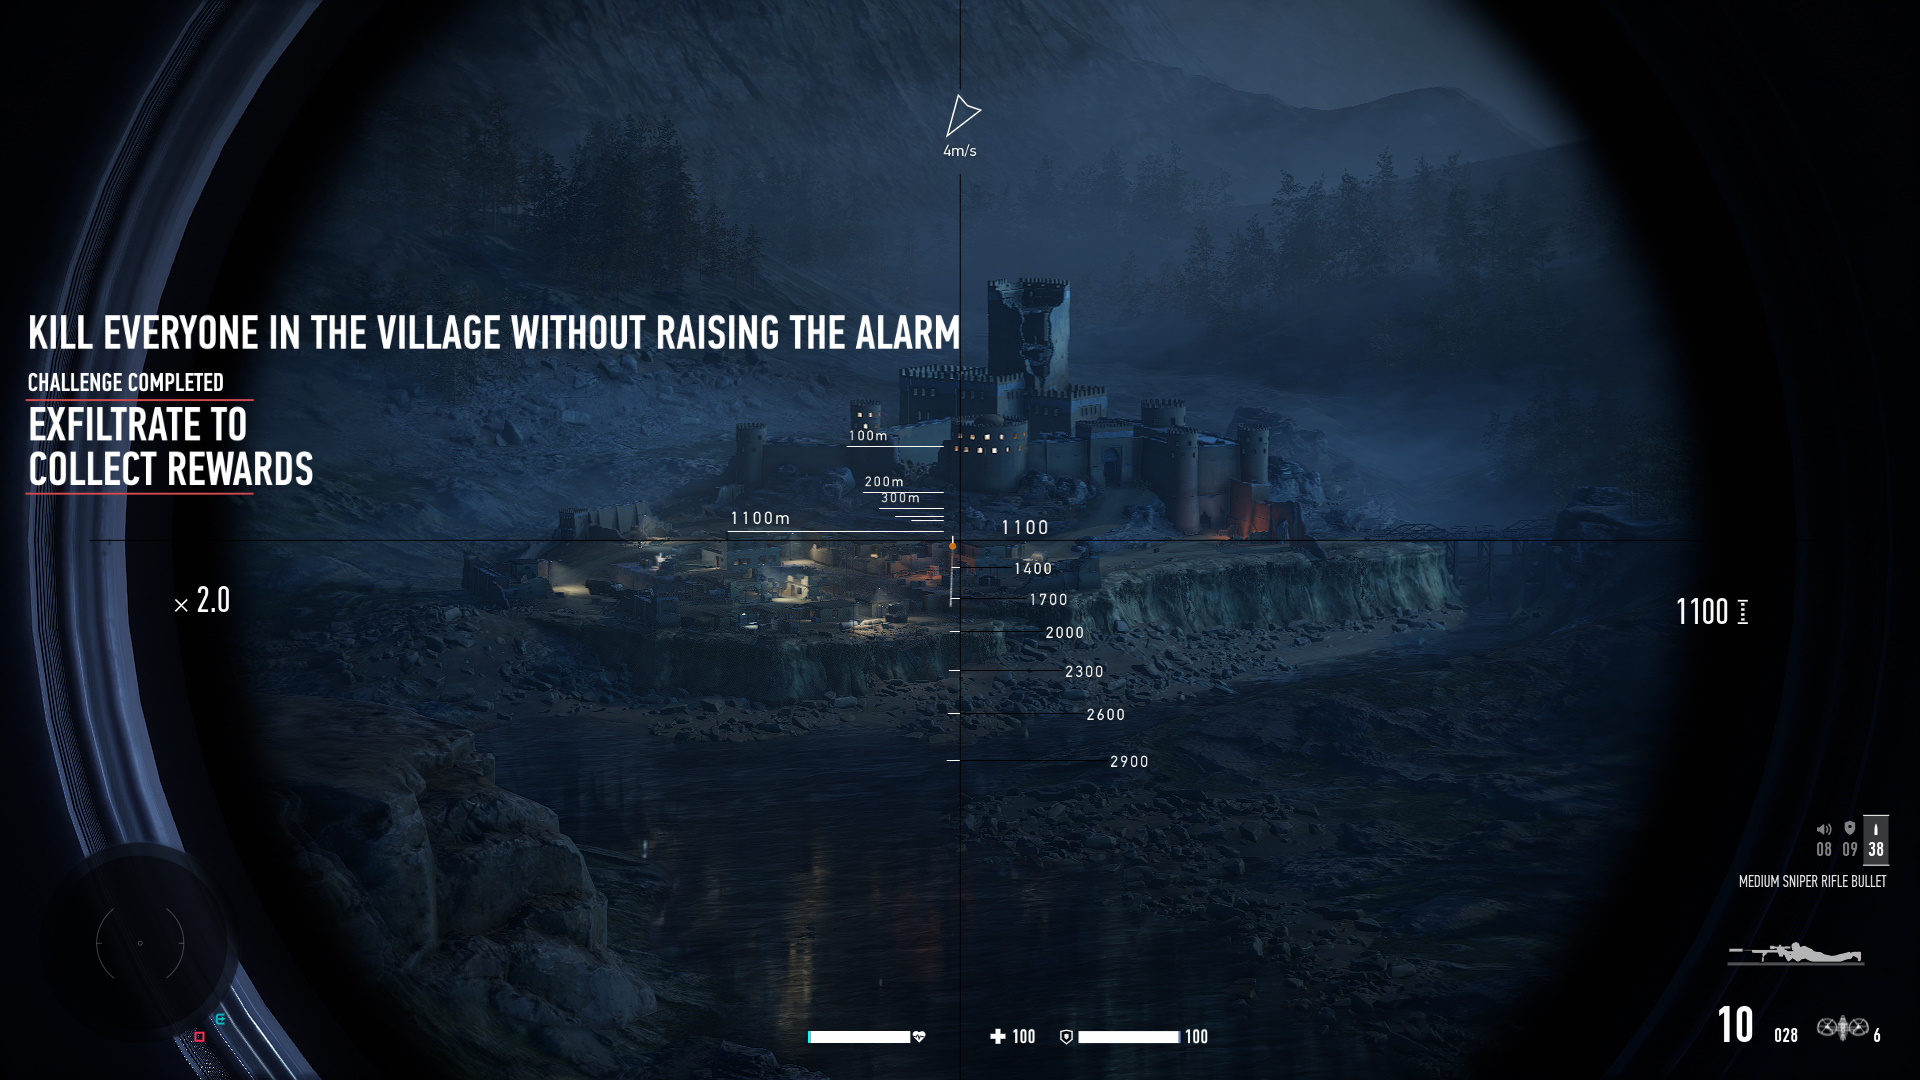 4m/s
KILL EVERYONE IN THE VILLAGE WITHOUT RAISING THE ALARM
CHALLENGE COMPLETED
EXFILTRATE TO
COLLECT REWARDS
100m
200m
300m
1100m
1100
1400
1700
2000
2300
2600
2900
× 2.0
1100
08 09 38
MEDIUM SNIPER RIFLE BULLET
E
100
100
10 028 6